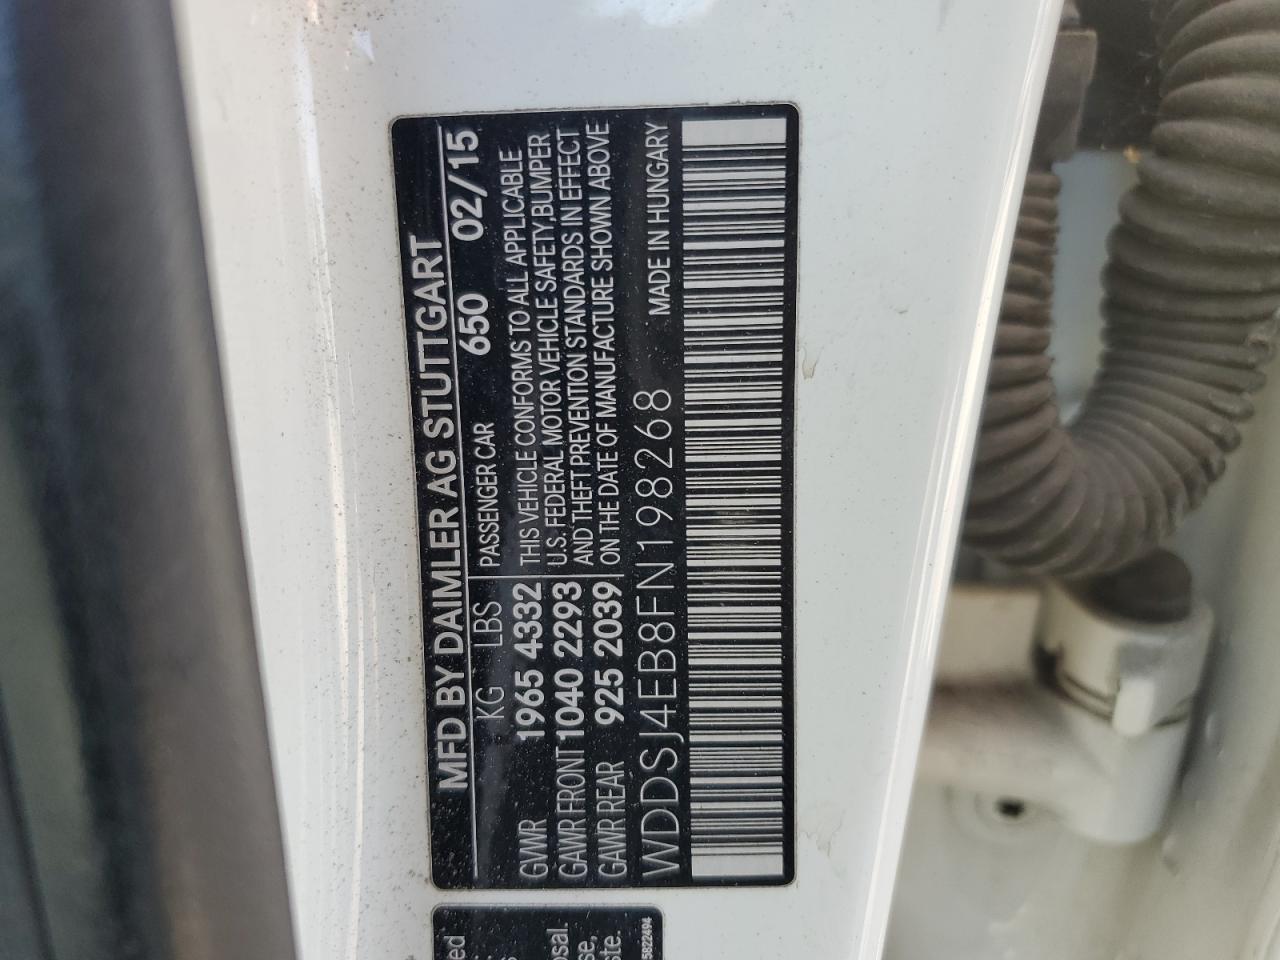 MFD BY DAIMLER AG STUTTGART
KG LBS PASSENGER CAR 650 02/15
GVWR 1965 4332 THIS VEHICLE CONFORMS TO ALL APPLICABLE
U.S. FEDERAL MOTOR VEHICLE SAFETY,BUMPER
GAWR FRONT 1040 2293 AND THEFT PREVENTION STANDARDS IN EFFECT
GAWR REAR 925 2039 ON THE DATE OF MANUFACTURE SHOWN ABOVE
WDDSJ4EB8FN198268 MADE IN HUNGARY
5822494